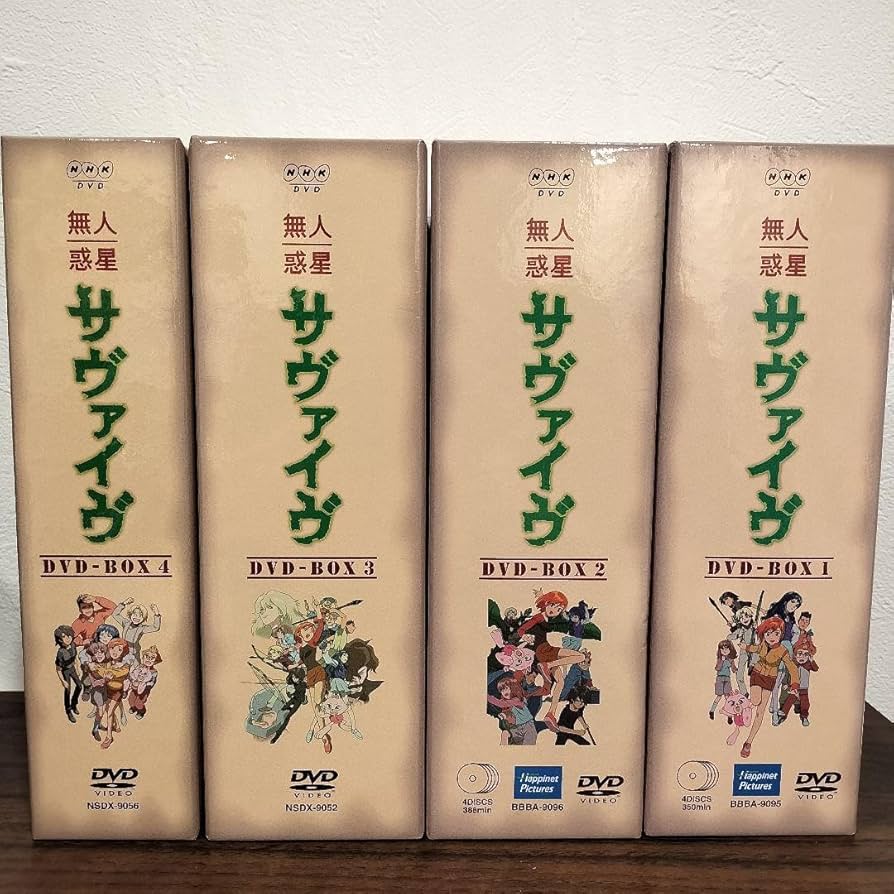 NHK
DVD
無人
惑星
サヴァイヴ
DVD-BOX 4
DVD
VIDEO
NSDX-9056
NHK
DVD
無人
惑星
サヴァイヴ
DVD-BOX 3
DVD
VIDEO
NSDX-9052
NHK
DVD
無人
惑星
サヴァイヴ
DVD-BOX 2
4DISCS
388min
Happinet
Pictures
BBBA-9096
DVD
VIDEO
NHK
DVD
無人
惑星
サヴァイヴ
DVD-BOX 1
4DISCS
350min
Happinet
Pictures
BBBA-9095
DVD
VIDEO